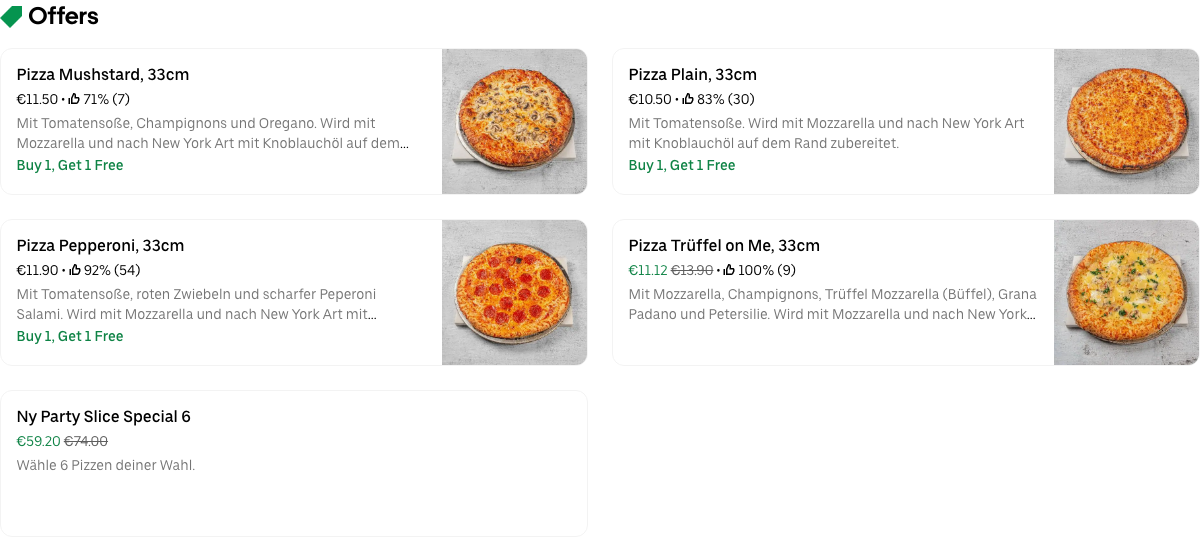 Offers
Pizza Mushstard, 33cm
€11.50 • 71% (7)
Mit Tomatensoße, Champignons und Oregano. Wird mit
Mozzarella und nach New York Art mit Knoblauchöl auf dem...
Buy 1, Get 1 Free
Pizza Plain, 33cm
€10.50 • 83% (30)
Mit Tomatensoße. Wird mit Mozzarella und nach New York Art
mit Knoblauchöl auf dem Rand zubereitet.
Buy 1, Get 1 Free
Pizza Pepperoni, 33cm
€11.90 • 92% (54)
Mit Tomatensoße, roten Zwiebeln und scharfer Peperoni
Salami. Wird mit Mozzarella und nach New York Art mit...
Buy 1, Get 1 Free
Pizza Trüffel on Me, 33cm
€11.12 €13.90 • 100% (9)
Mit Mozzarella, Champignons, Trüffel Mozzarella (Büffel), Grana
Padano und Petersilie. Wird mit Mozzarella und nach New York...
Ny Party Slice Special 6
€59.20 €74.00
Wähle 6 Pizzen deiner Wahl.